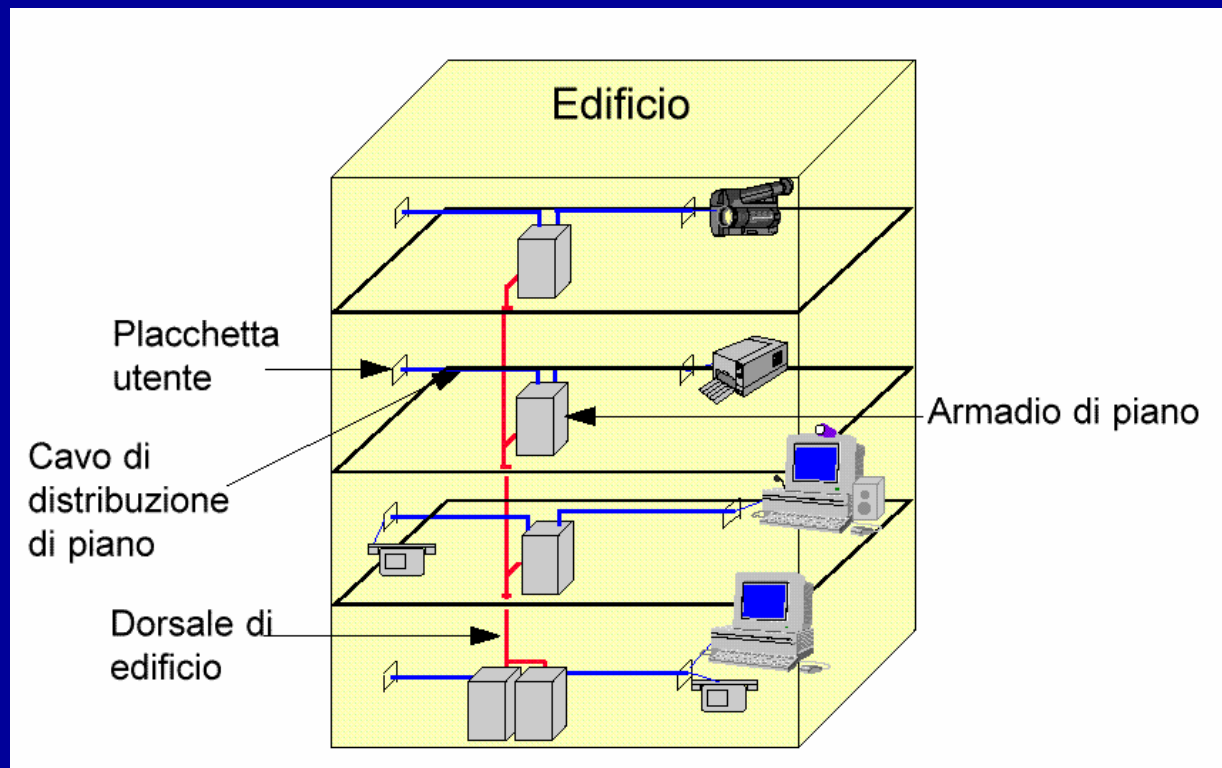 Edificio
Placchetta
utente
Armadio di piano
Cavo di
distribuzione
di piano
Dorsale di
edificio